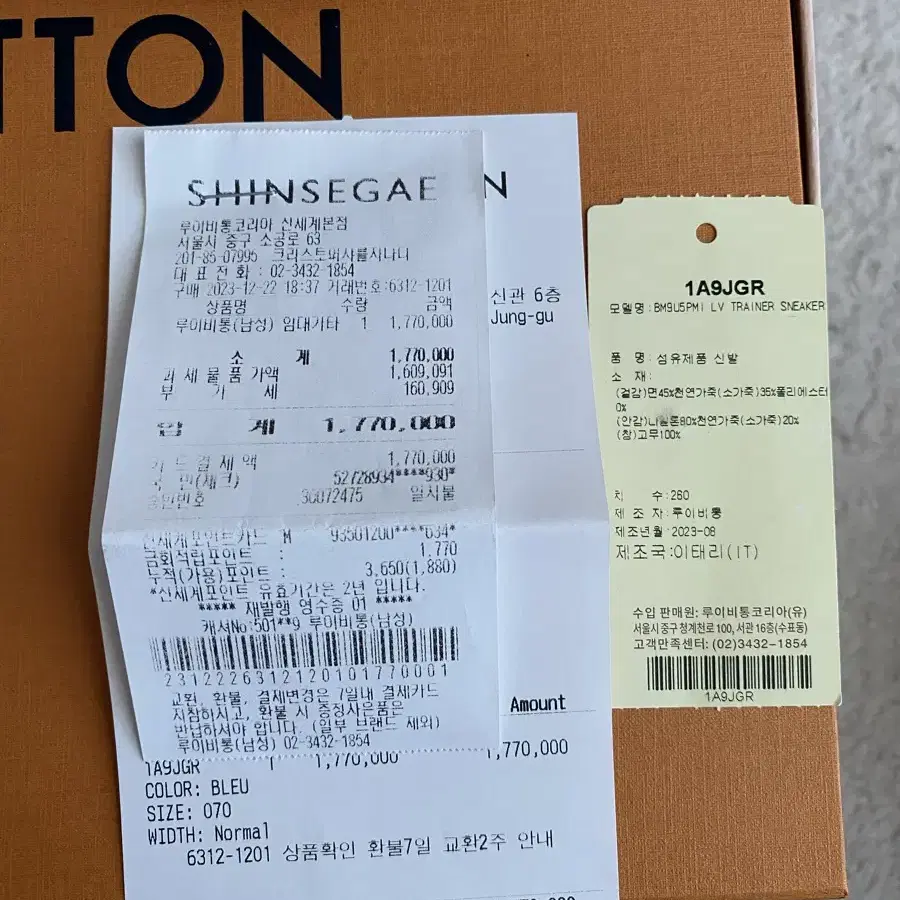 TTON
SHINSEGAE
루이비통코리아 신세계본점
서울시 중구 소공로 63
201-85-07995 크리스토퍼사를자나디
대 표 전 화 : 02-3432-1854
구매 2023-12-22 18:37 거래번호:6312-1201
상품명 수량 금액
루이비통(남성) 임대기타 1 1,770,000
소 계 1,770,000
과 세 물 품 가 액 1,609,091
부 가 세 160,909
합 계 1,770,000
카 드 결 제 액 1,770,000
국 민(체크) 52728934****930*
승인번호 30072475 일시불
신세계포인트카드 M 93501200****634*
금회적립포인트 : 1,770
누적(가용)포인트 : 3,650(1,880)
*신세계포인트 유효기간은 2년 입니다.
***** 재발행 영수증 01 *****
캐셔No:501**9 루이비통(남성)
23122263121201017700​01
교환, 환불, 결제변경은 7일내 결제카드
지참하시고, 환불 시 증정사은품은
반납하셔야 합니다. (일부 브랜드 제외)
루이비통(남성) 02-3432-1854
N
신관 6층
Jung-gu
Amount
1A9JGR 1 1,770,000 1,770,000
COLOR: BLEU
SIZE: 070
WIDTH: Normal
6312-1201 상품확인 환불7일 교환2주 안내
1A9JGR
모델명: BM9U5PMI LV TRAINER SNEAKER
품 명: 섬유제품 신발
소 재:
(겉감)면45%천연가죽(소가죽)35%폴리에스터
0%
(안감)나일론80%천연가죽(소가죽)20%
(창)고무100%
치 수:260
제 조 자:루이비통
제조년월:2023-08
제조국:이태리(IT)
수입 판매원: 루이비통코리아(유)
서울시 중구 청계천로 100, 서관 16층(수표동)
고객만족센터: (02)3432-1854
1A9JGR